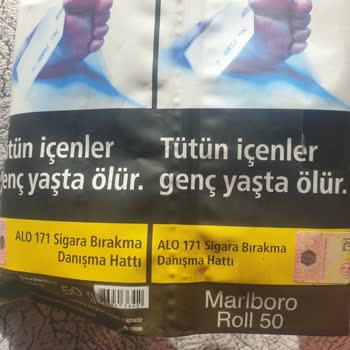 Tütün içenler
genç yaşta ölür.
Tütün içenler
genç yaşta ölür.
ALO 171 Sigara Bırakma
Danışma Hattı
ALO 171 Sigara Bırakma
Danışma Hattı
50 g
Marlboro
Roll 50